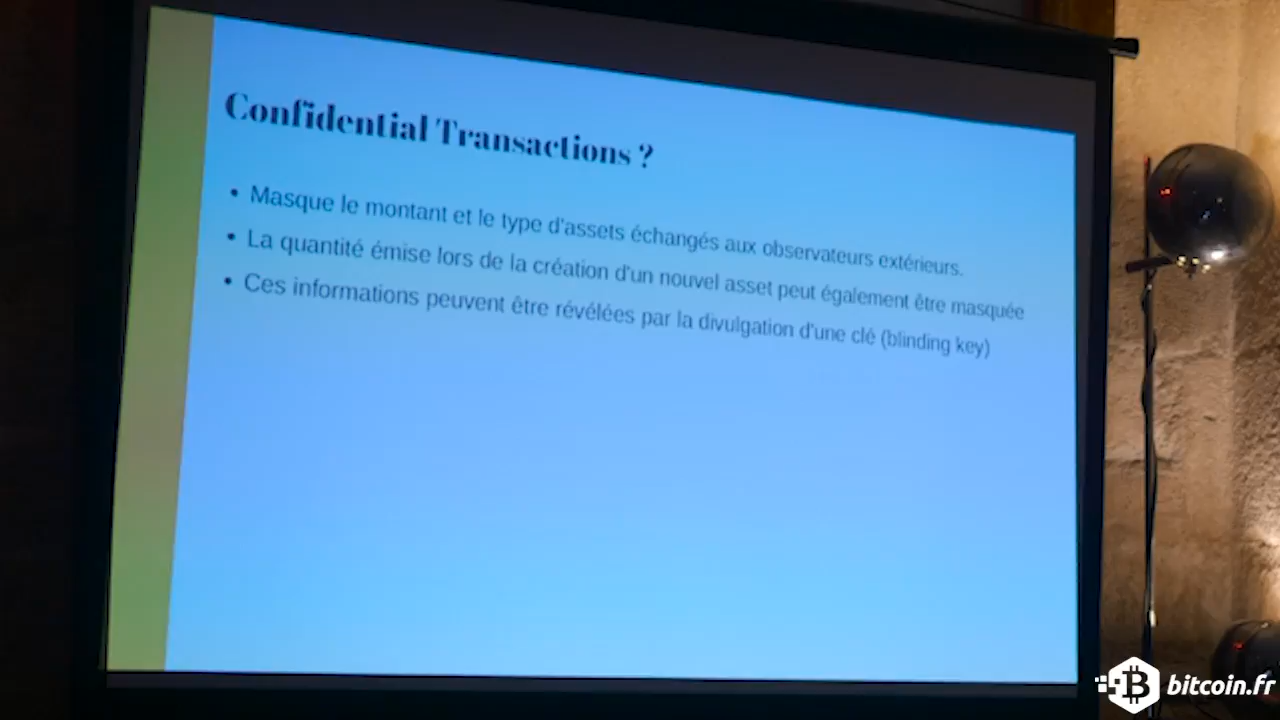 Confidential Transactions ?
• Masque le montant et le type d'assets échangés aux observateurs extérieurs.
• La quantité émise lors de la création d'un nouvel asset peut également être masquée
• Ces informations peuvent être révélées par la divulgation d'une clé (blinding key)
bitcoin.fr